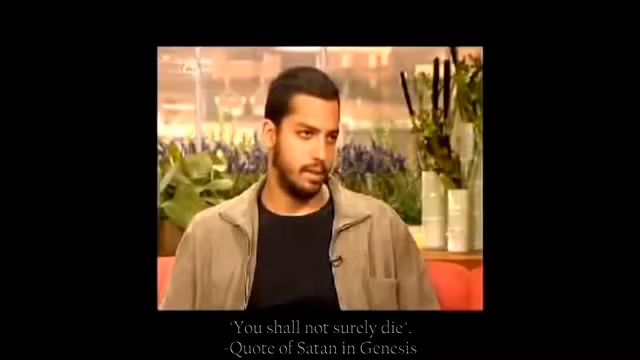 "You shall not surely die".
-Quote of Satan in Genesis